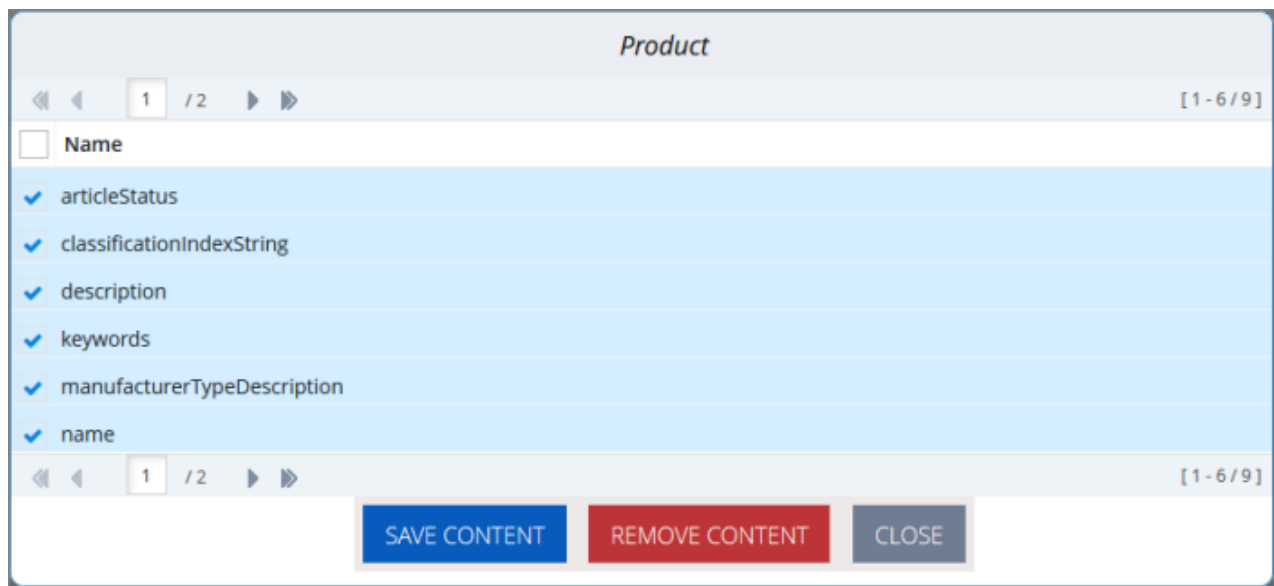 Product
1 / 2 [ 1 - 6 / 9 ]
Name
articleStatus
classificationIndexString
description
keywords
manufacturerTypeDescription
name
1 / 2 [ 1 - 6 / 9 ]
SAVE CONTENT REMOVE CONTENT CLOSE